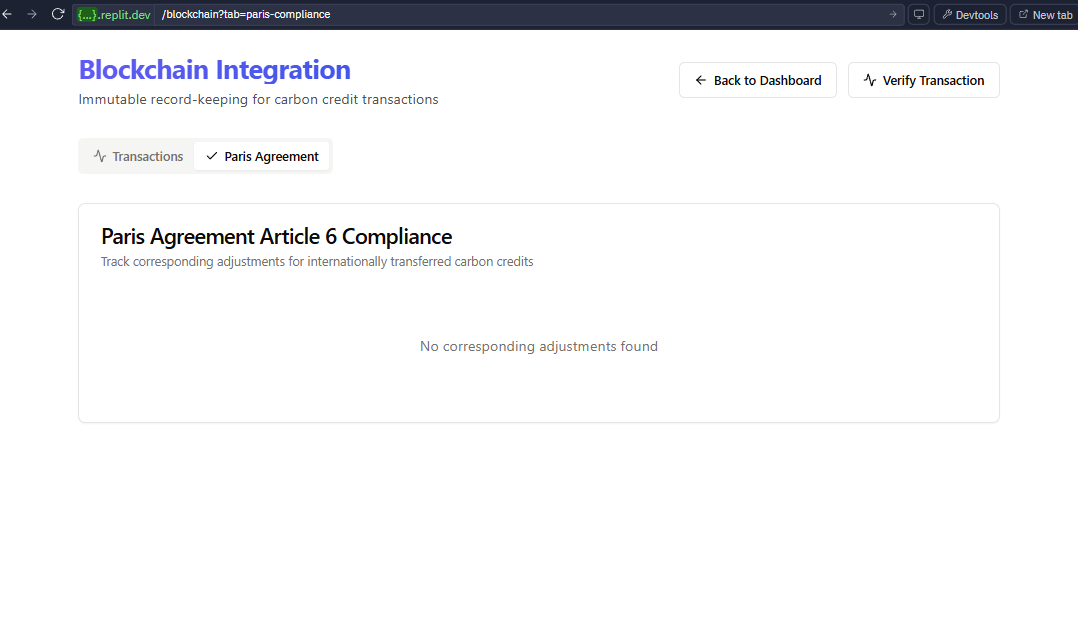 {...}.replit.dev /blockchain?tab=paris-compliance Devtools New tab
Blockchain Integration
Immutable record-keeping for carbon credit transactions
Back to Dashboard
Verify Transaction
Transactions
Paris Agreement
Paris Agreement Article 6 Compliance
Track corresponding adjustments for internationally transferred carbon credits
No corresponding adjustments found